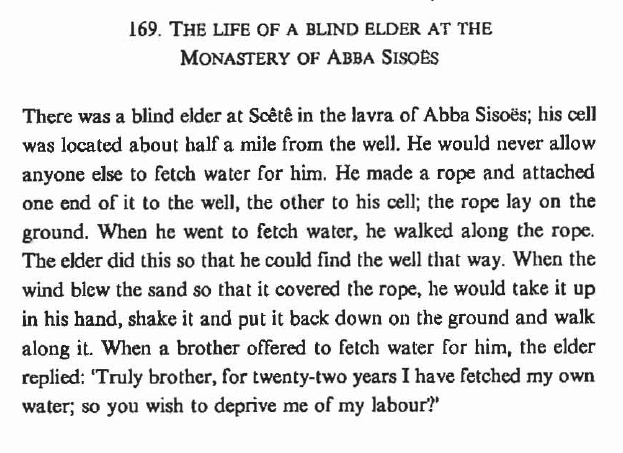 169. THE LIFE OF A BLIND ELDER AT THE
MONASTERY OF ABBA SISOËS
There was a blind elder at Scêtê in the lavra of Abba Sisoës; his cell
was located about half a mile from the well. He would never allow
anyone else to fetch water for him. He made a rope and attached
one end of it to the well, the other to his cell; the rope lay on the
ground. When he went to fetch water, he walked along the rope.
The elder did this so that he could find the well that way. When the
wind blew the sand so that it covered the rope, he would take it up
in his hand, shake it and put it back down on the ground and walk
along it. When a brother offered to fetch water for him, the elder
replied: 'Truly brother, for twenty-two years I have fetched my own
water; so you wish to deprive me of my labour?'